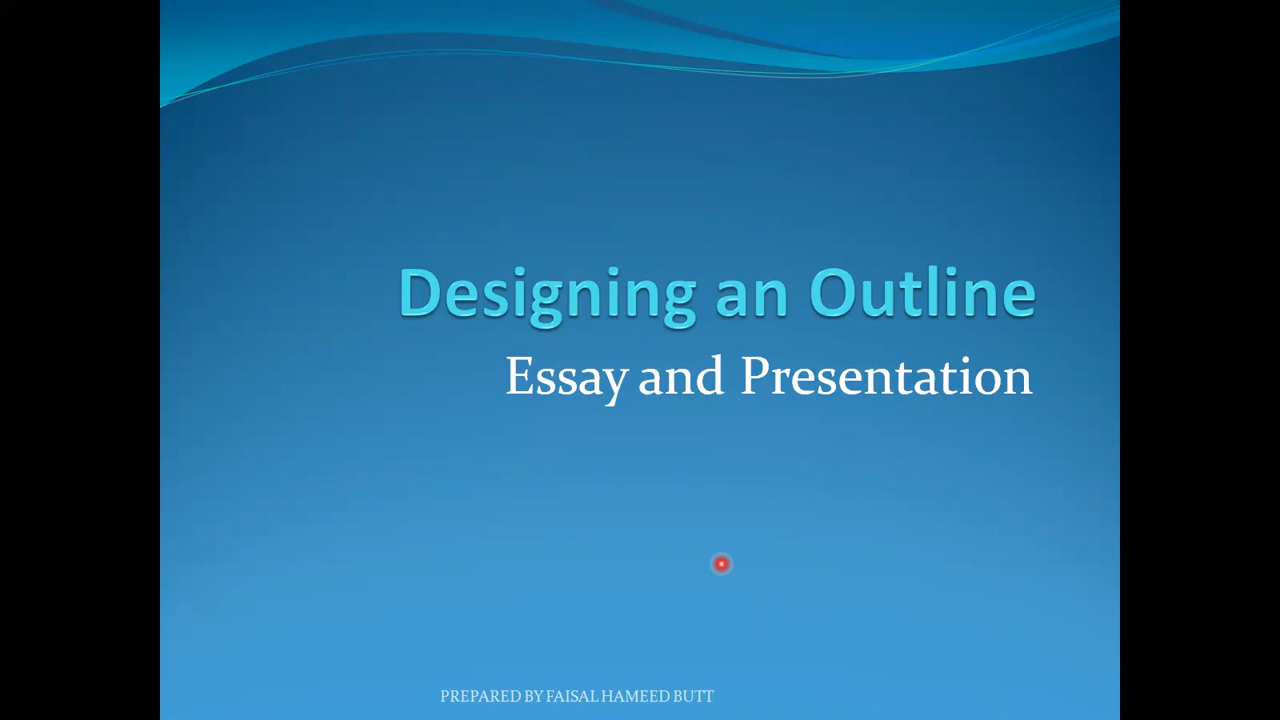 Designing an Outline
Essay and Presentation
PREPARED BY FAISAL HAMEED BUTT